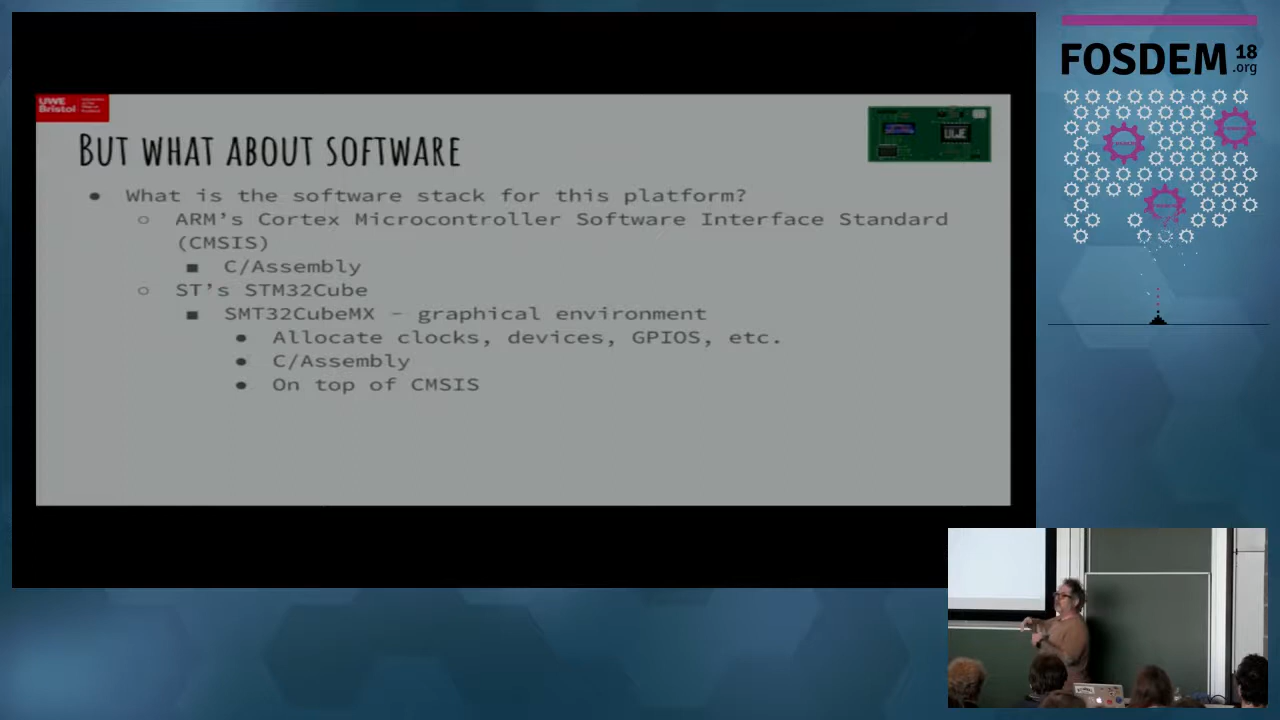 UWE
Bristol
BUT WHAT ABOUT SOFTWARE
UWE
● What is the software stack for this platform?
○ ARM's Cortex Microcontroller Software Interface Standard
(CMSIS)
■ C/Assembly
○ ST's STM32Cube
■ SMT32CubeMX – graphical environment
● Allocate clocks, devices, GPIOS, etc.
● C/Assembly
● On top of CMSIS
FOSDEM 18
.org